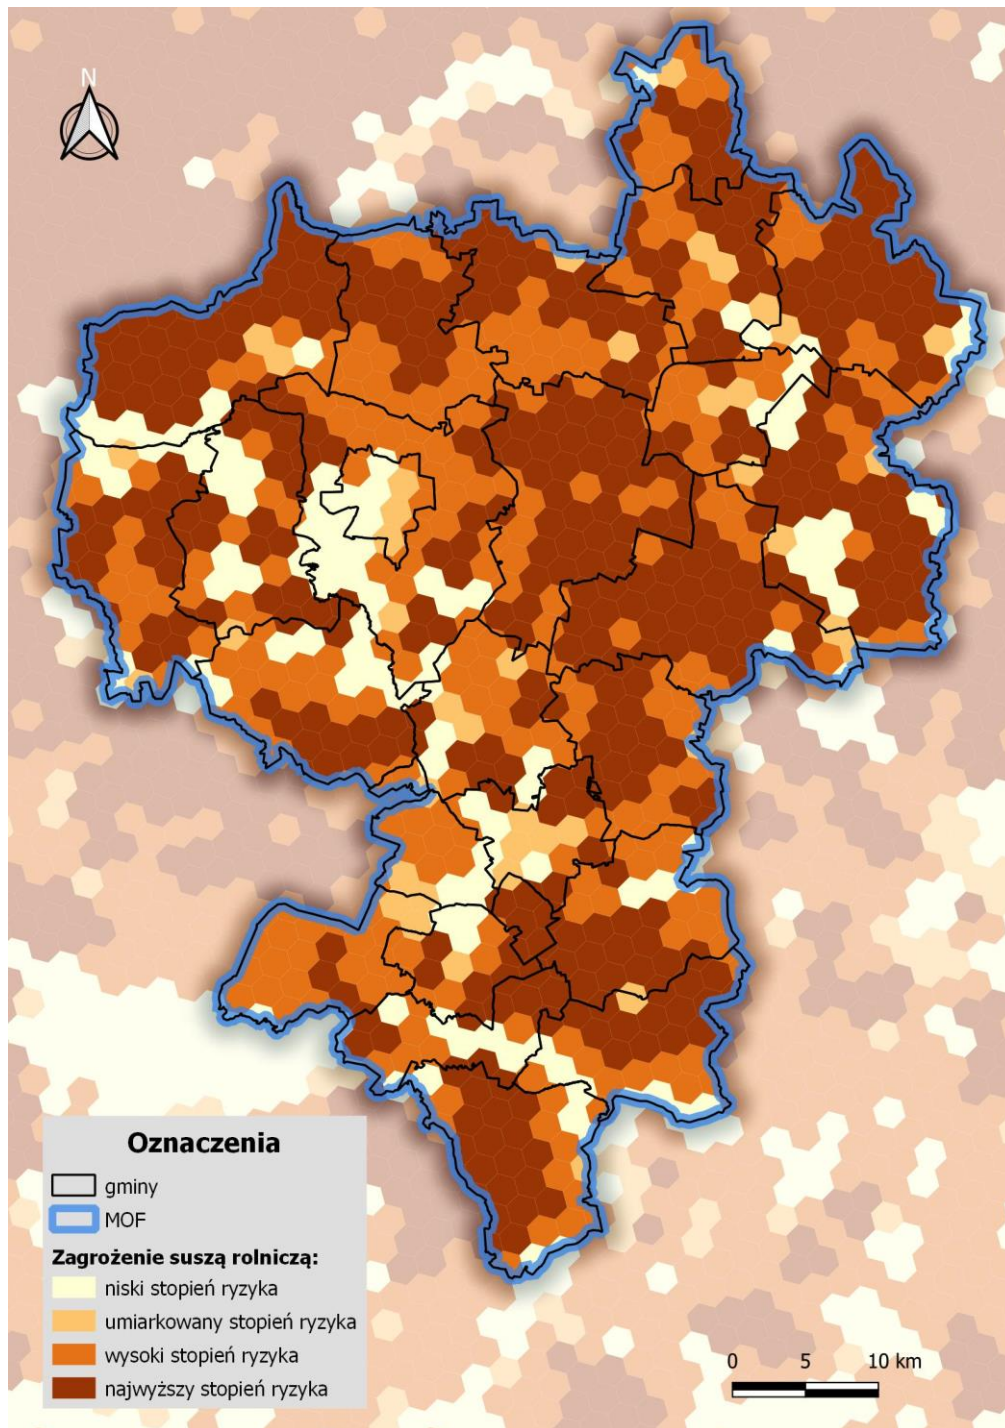 N
Oznaczenia
gminy
MOF
Zagrożenie suszą rolniczą:
niski stopień ryzyka
umiarkowany stopień ryzyka
wysoki stopień ryzyka
najwyższy stopień ryzyka
0 5 10 km